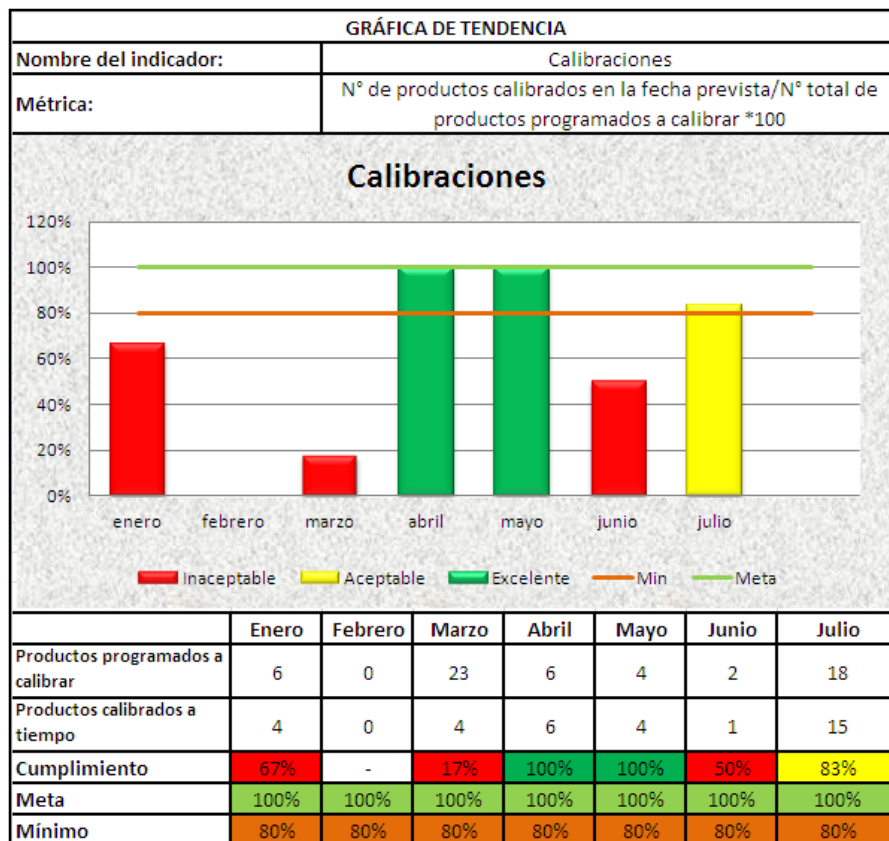 GRÁFICA DE TENDENCIA
Nombre del indicador: Calibraciones
Métrica: N° de productos calibrados en la fecha prevista/N° total de
productos programados a calibrar *100
Calibraciones
120%
100%
80%
60%
40%
20%
0%
enero febrero marzo abril mayo junio julio
Inaceptable Aceptable Excelente Min Meta
Enero Febrero Marzo Abril Mayo Junio Julio
Productos programados a
calibrar 6 0 23 6 4 2 18
Productos calibrados a
tiempo 4 0 4 6 4 1 15
Cumplimiento 67% - 17% 100% 100% 50% 83%
Meta 100% 100% 100% 100% 100% 100% 100%
Mínimo 80% 80% 80% 80% 80% 80% 80%